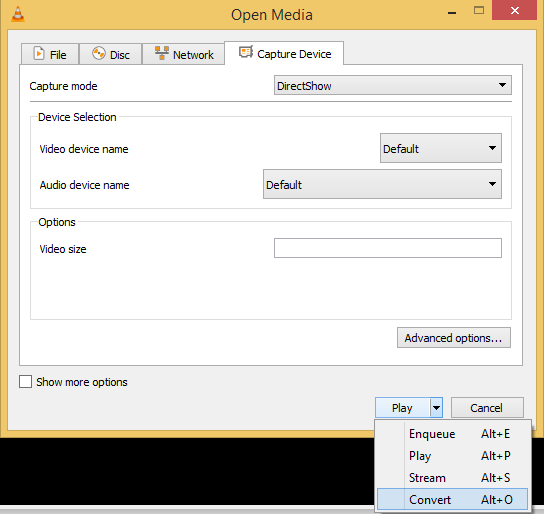 Open Media
File Disc Network Capture Device
Capture mode DirectShow
Device Selection
Video device name Default
Audio device name Default
Options
Video size
Advanced options...
Show more options
Play Cancel
Enqueue Alt+E
Play Alt+P
Stream Alt+S
Convert Alt+O